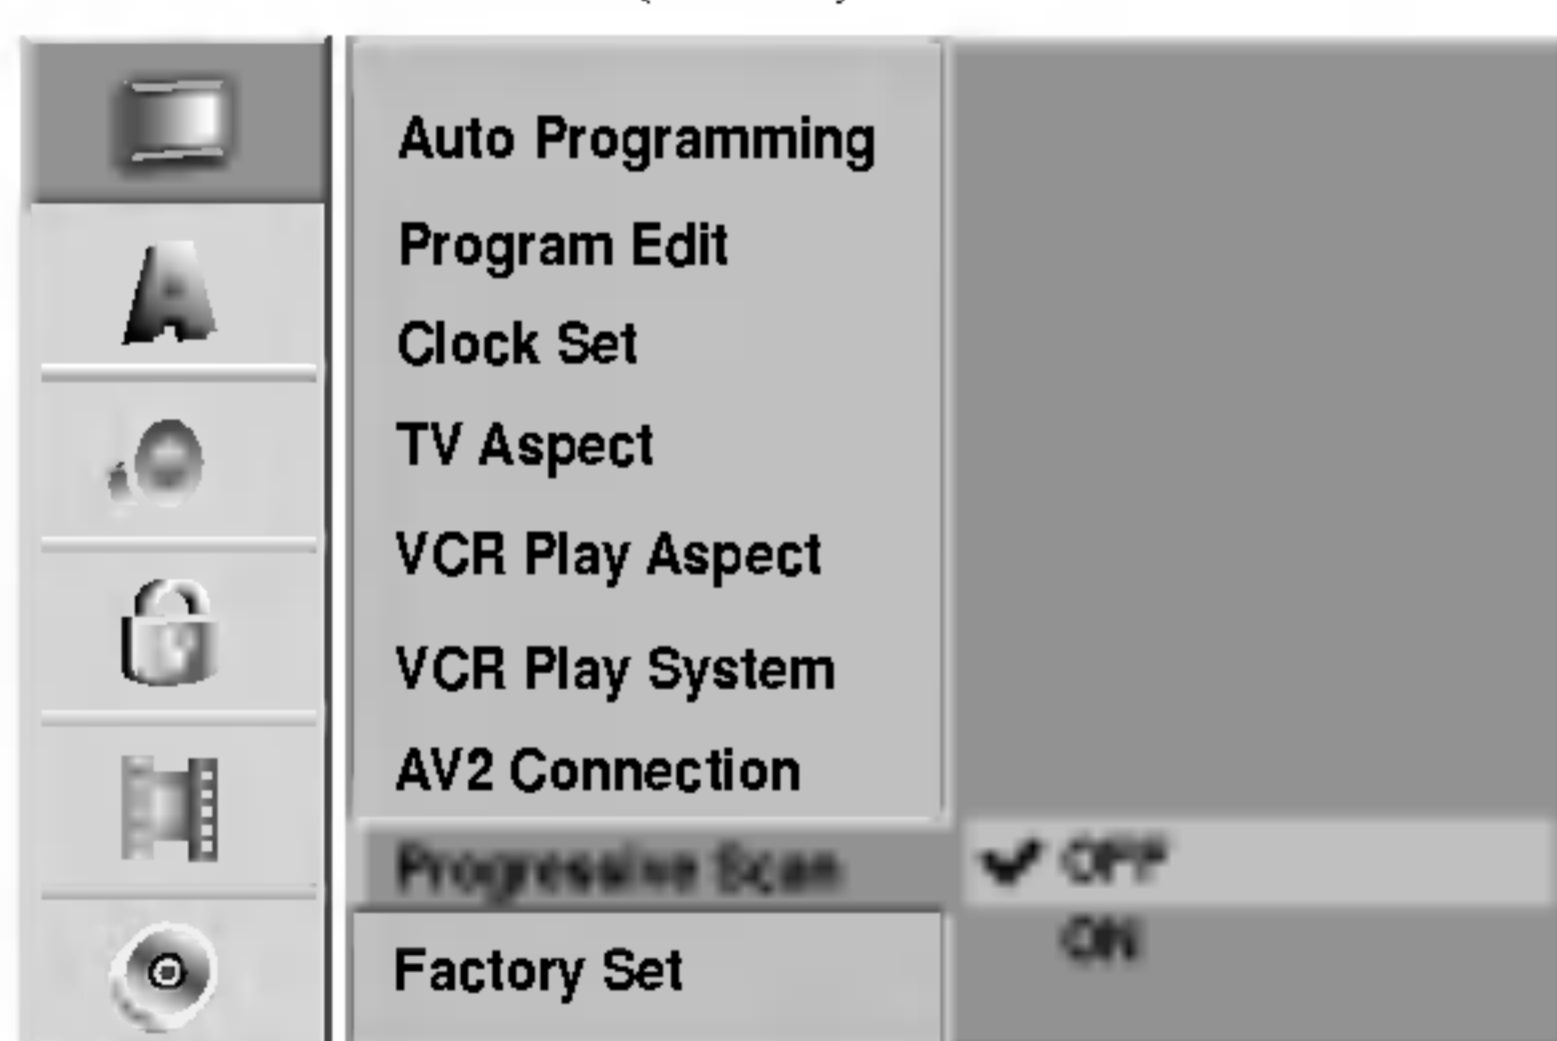 Auto Programming
Program Edit
Clock Set
TV Aspect
VCR Play Aspect
VCR Play System
AV2 Connection
Progressive Scan
✔ OFF
ON
Factory Set